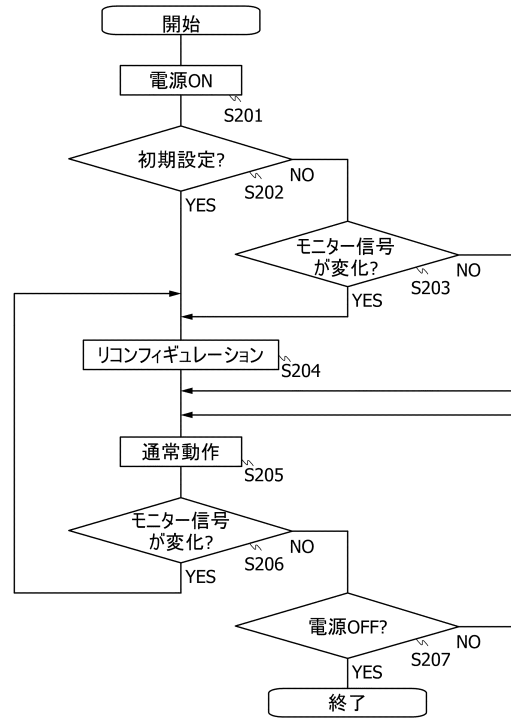 開始
電源ON
S201
初期設定?
S202
NO
YES
モニター信号
が変化?
S203
NO
YES
リコンフィギュレーション
S204
通常動作
S205
モニター信号
が変化?
S206
NO
YES
電源OFF?
S207
NO
YES
終了